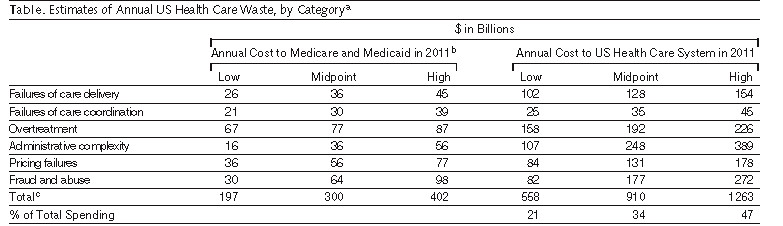 Table. Estimates of Annual US Health Care Waste, by Categoryª
$ in Billions
Annual Cost to Medicare and Medicaid in 2011ᵇ Annual Cost to US Health Care System in 2011
Low Midpoint High Low Midpoint High
Failures of care delivery 26 36 45 102 128 154
Failures of care coordination 21 30 39 25 35 45
Overtreatment 67 77 87 158 192 226
Administrative complexity 16 36 56 107 248 389
Pricing failures 36 56 77 84 131 178
Fraud and abuse 30 64 98 82 177 272
Totalᶜ 197 300 402 558 910 1263
% of Total Spending 21 34 47